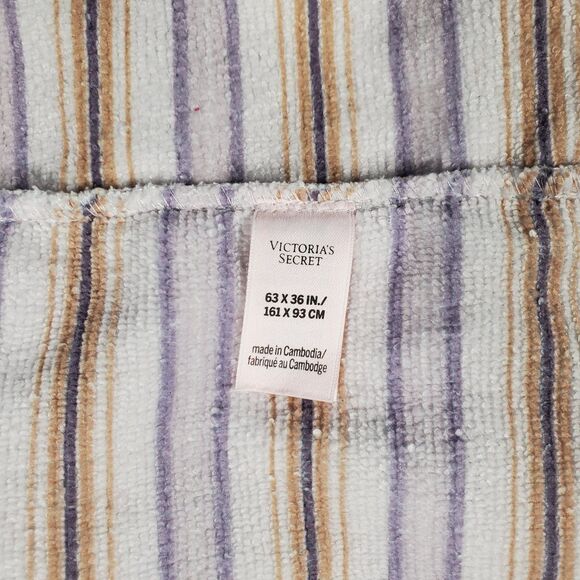 VICTORIA'S
SECRET
63 X 36 IN./
161 X 93 CM
made in Cambodia/
fabriqué au Cambodge